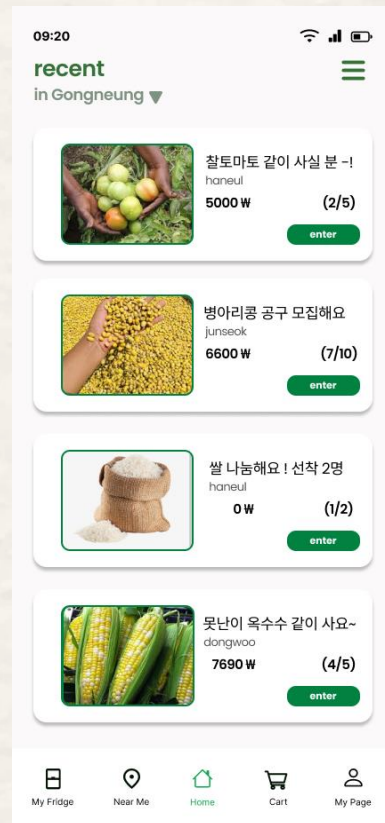 09:20
recent
in Gongneung
찰토마토 같이 사실 분 -!
haneul
5000 ₩ (2/5)
enter
병아리콩 공구 모집해요
junseok
6600 ₩ (7/10)
enter
쌀 나눔해요 ! 선착 2명
haneul
0 ₩ (1/2)
enter
못난이 옥수수 같이 사요~
dongwoo
7690 ₩ (4/5)
enter
My Fridge Near Me Home Cart My Page